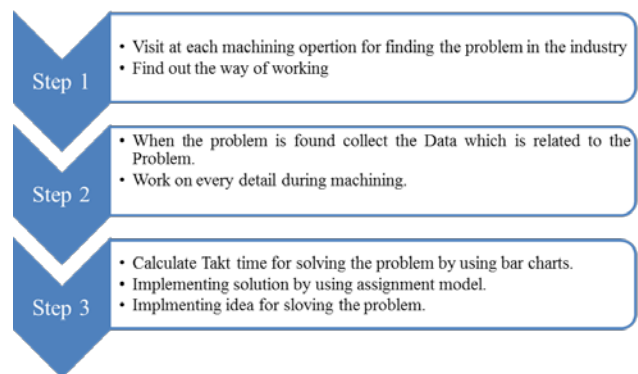 Step 1
• Visit at each machining opertion for finding the problem in the industry
• Find out the way of working
Step 2
• When the problem is found collect the Data which is related to the
Problem.
• Work on every detail during machining.
Step 3
• Calculate Takt time for solving the problem by using bar charts.
• Implementing solution by using assignment model.
• Implmenting idea for sloving the problem.